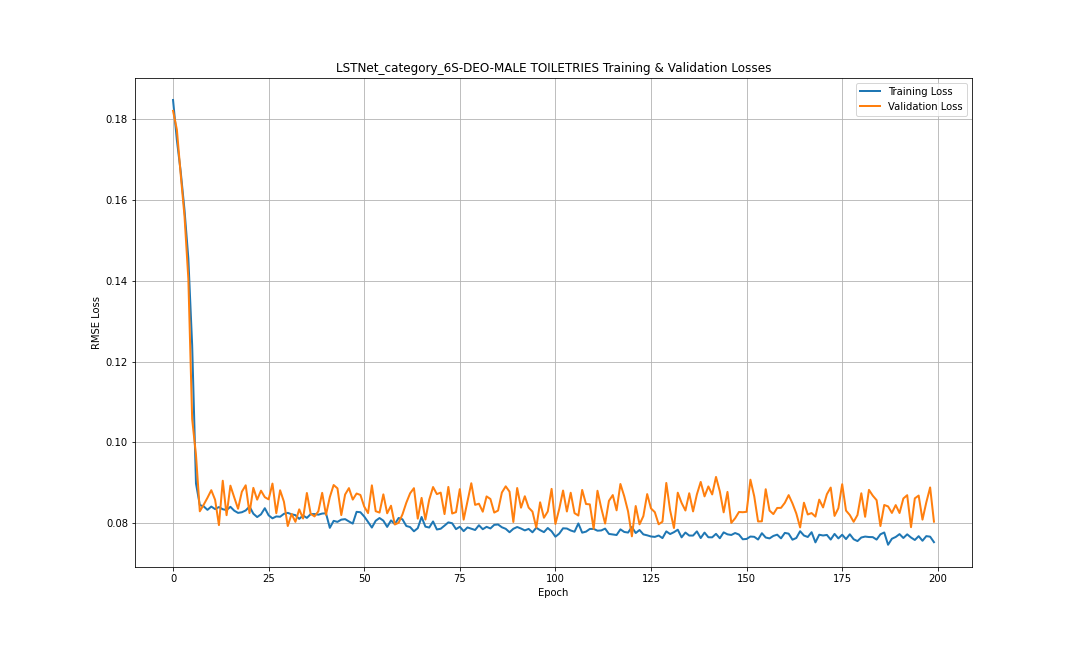 LSTNet_category_6S-DEO-MALE TOILETRIES Training & Validation Losses
Training Loss
Validation Loss
0.18
0.16
0.14
0.12
0.10
0.08
RMSE Loss
0 25 50 75 100 125 150 175 200
Epoch